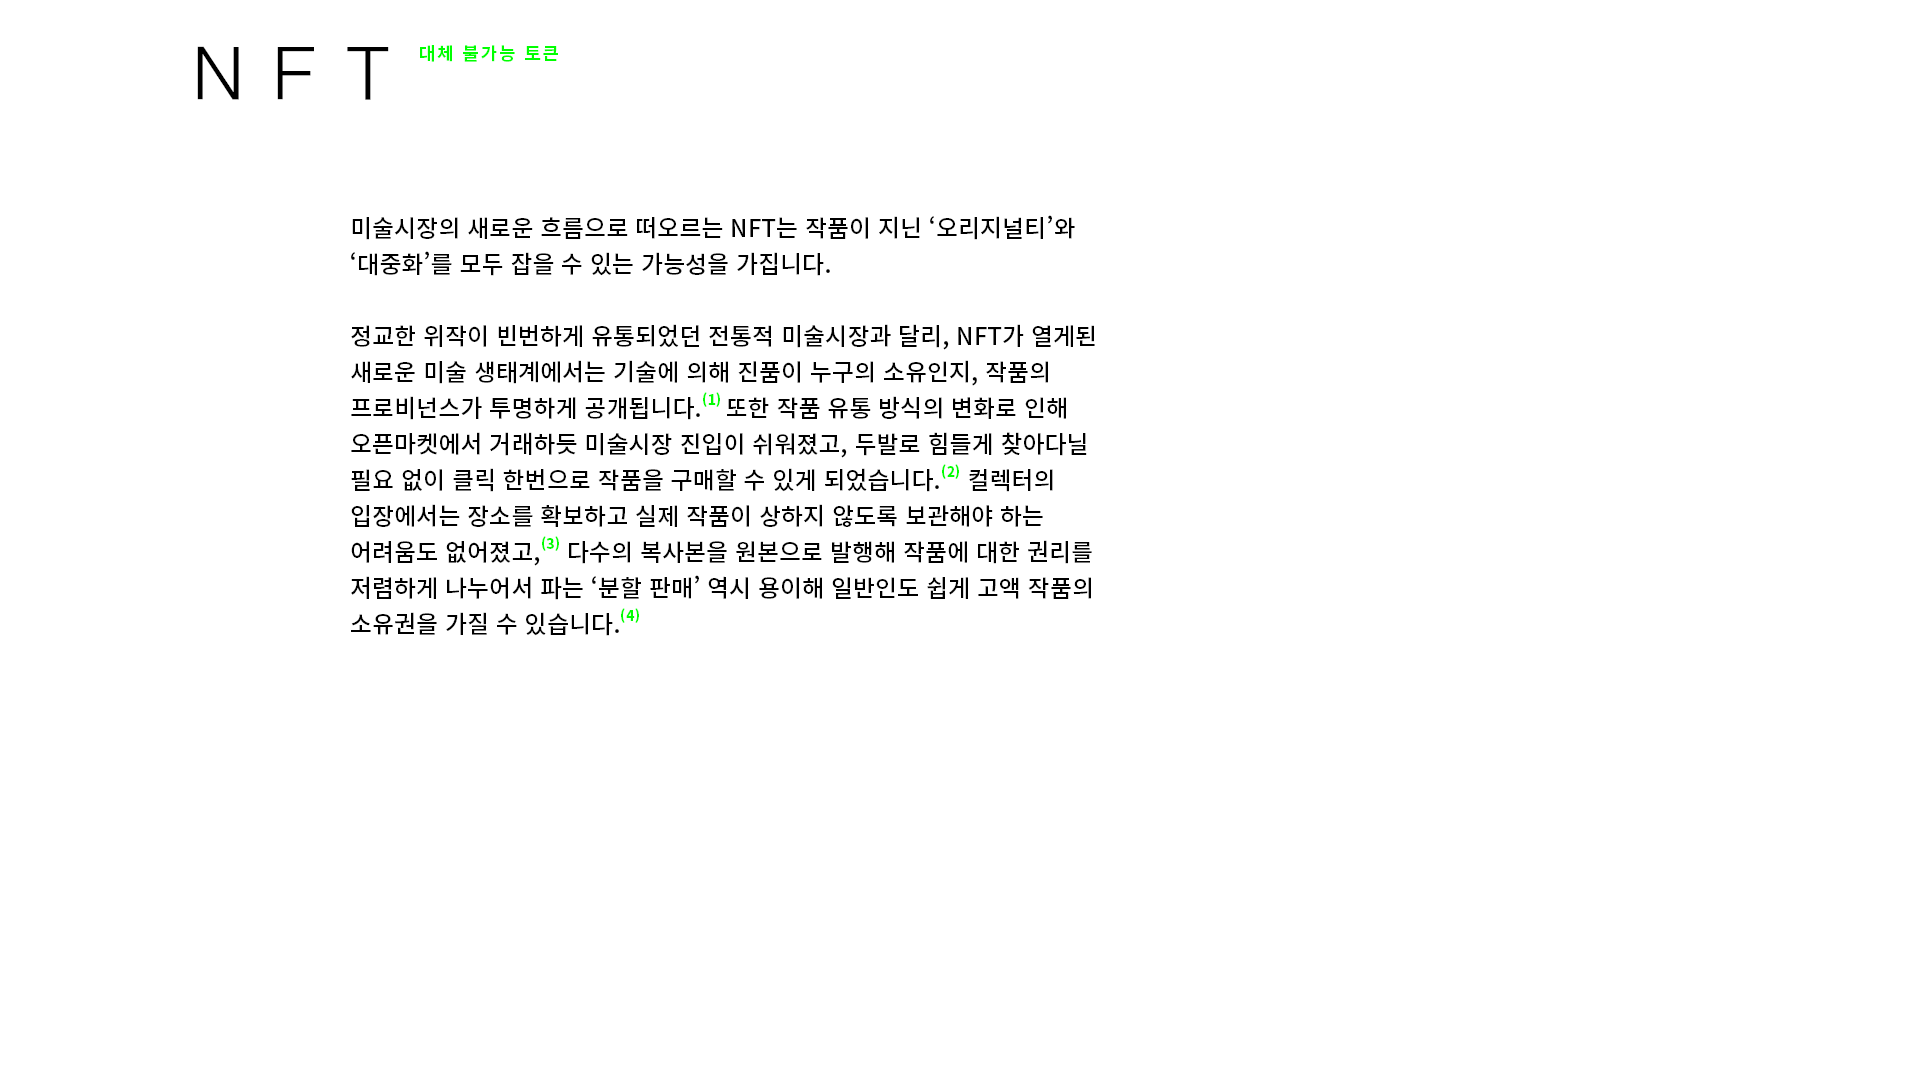 N F T 대체 불가능 토큰
미술시장의 새로운 흐름으로 떠오르는 NFT는 작품이 지닌 ‘오리지널티’와
‘대중화’를 모두 잡을 수 있는 가능성을 가집니다.
정교한 위작이 빈번하게 유통되었던 전통적 미술시장과 달리, NFT가 열게된
새로운 미술 생태계에서는 기술에 의해 진품이 누구의 소유인지, 작품의
프로비넌스가 투명하게 공개됩니다.(1) 또한 작품 유통 방식의 변화로 인해
오픈마켓에서 거래하듯 미술시장 진입이 쉬워졌고, 두발로 힘들게 찾아다닐
필요 없이 클릭 한번으로 작품을 구매할 수 있게 되었습니다.(2) 컬렉터의
입장에서는 장소를 확보하고 실제 작품이 상하지 않도록 보관해야 하는
어려움도 없어졌고,(3) 다수의 복사본을 원본으로 발행해 작품에 대한 권리를
저렴하게 나누어서 파는 ‘분할 판매’ 역시 용이해 일반인도 쉽게 고액 작품의
소유권을 가질 수 있습니다.(4)